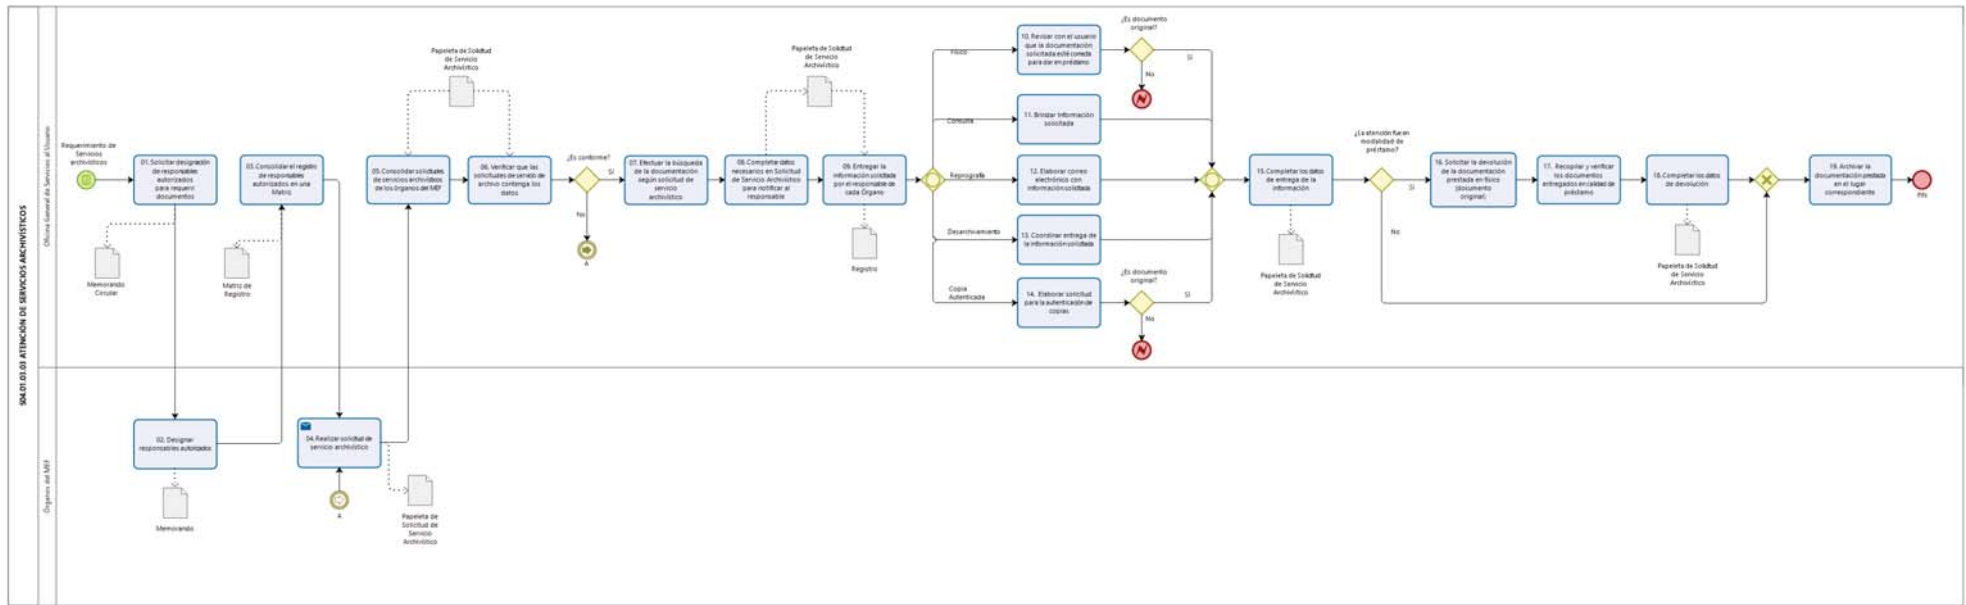 S04.01.03.03 ATENCIÓN DE SERVICIOS ARCHIVÍSTICOS
Oficina General de Servicios al Usuario
Requerimiento de
Servicios
archivísticos
01. Solicitar designación
de responsables
autorizados
para requerir
documentos
Memorando
Circular
03. Consolidar el registro
de responsables
autorizados en una
Matriz
Matriz de
Registro
Papeleta de Solicitud
de Servicio
Archivístico
05. Consolidar solicitudes
de servicios archivísticos
de los órganos del MEF
06. Verificar que las
solicitudes de servicio de
archivo contenga los
datos
¿Es conforme?
Sí
No
A
07. Efectuar la búsqueda
de la documentación
según solicitud de
servicio
archivístico
Papeleta de Solicitud
de Servicio
Archivístico
08. Completar datos
necesarios en Solicitud
de Servicio Archivístico
para notificar al
responsable
09. Entregar la
información solicitada
por el responsable de
cada Órgano
Registro
Físico
Consulta
Reprografía
Desarchivamiento
Copia
Autenticada
10. Revisar con el usuario
que la documentación
solicitada esté correcta
para dar en préstamo
¿Es documento
original?
Sí
No
11. Brindar Información
solicitada
12. Elaborar correo
electrónico con
información solicitada
13. Coordinar entrega de
la información solicitada
14. Elaborar solicitud
para la autenticación de
copias
¿Es documento
original?
Sí
No
15. Completar los datos
de entrega de la
información
Papeleta de Solicitud
de Servicio
Archivístico
¿La atención fue en
modalidad de
préstamo?
Sí
No
16. Solicitar la devolución
de la documentación
prestada en físico
(documento
original)
17. Recopilar y verificar
los documentos
entregados en calidad de
préstamo
18. Completar los datos
de devolución
Papeleta de Solicitud
de Servicio
Archivístico
19. Archivar la
documentación prestada
en el lugar
correspondiente
FIN
Órganos del MEF
02. Designar
responsables autorizados
Memorando
04. Realizar solicitud de
servicio archivístico
A
Papeleta de
Solicitud de
Servicio
Archivístico